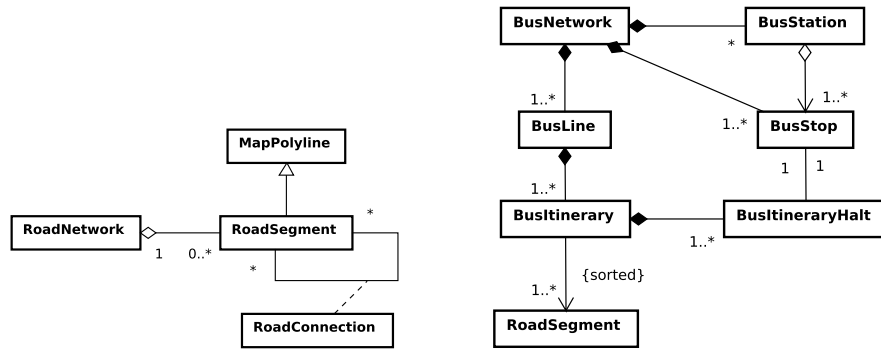 MapPolyline
RoadNetwork
RoadSegment
*
1
0..*
*
RoadConnection
BusNetwork
BusStation
*
1..*
1..*
1..*
BusLine
BusStop
1
1
1..*
BusItinerary
BusItineraryHalt
1..*
{sorted}
1..*
RoadSegment